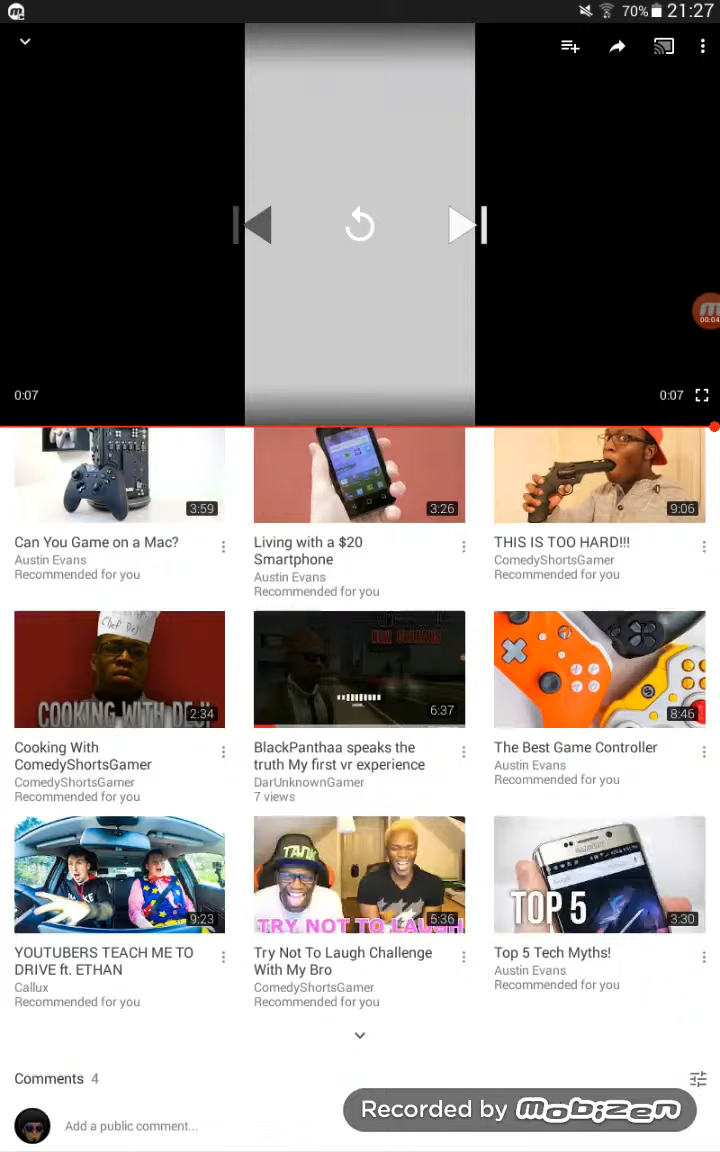 70% 21:27
00:04
0:07 0:07
3:59 3:26 9:06
Can You Game on a Mac?
Austin Evans
Recommended for you
Living with a $20
Smartphone
Austin Evans
Recommended for you
THIS IS TOO HARD!!!
ComedyShortsGamer
Recommended for you
COOKING WITH DEJI
2:34
6:37
8:46
Cooking With
ComedyShortsGamer
ComedyShortsGamer
Recommended for you
BlackPanthaa speaks the
truth My first vr experience
DarUnknownGamer
7 views
The Best Game Controller
Austin Evans
Recommended for you
9:23
TANK
TRY NOT TO LAUGH
5:36
TOP 5
3:30
YOUTUBERS TEACH ME TO
DRIVE ft. ETHAN
Callux
Recommended for you
Try Not To Laugh Challenge
With My Bro
ComedyShortsGamer
Recommended for you
Top 5 Tech Myths!
Austin Evans
Recommended for you
Comments 4
Add a public comment...
Recorded by mobizen